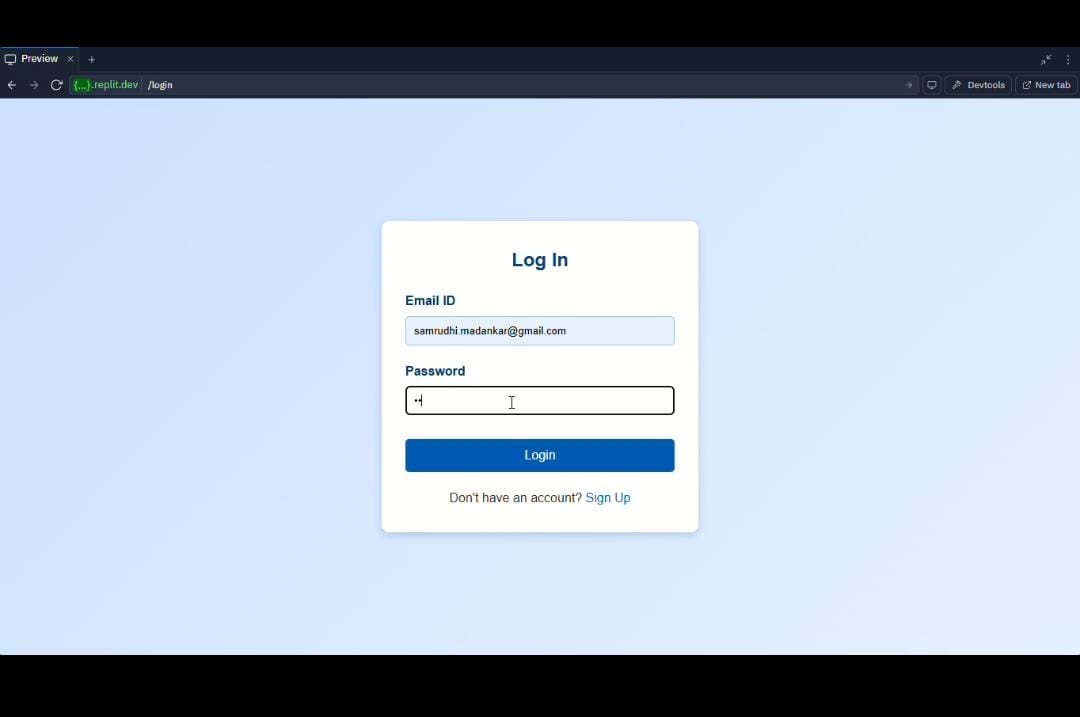 Preview
{...}.replit.dev /login
Devtools
New tab
Log In
Email ID
samrudhi.madankar@gmail.com
Password
••
Login
Don't have an account? Sign Up